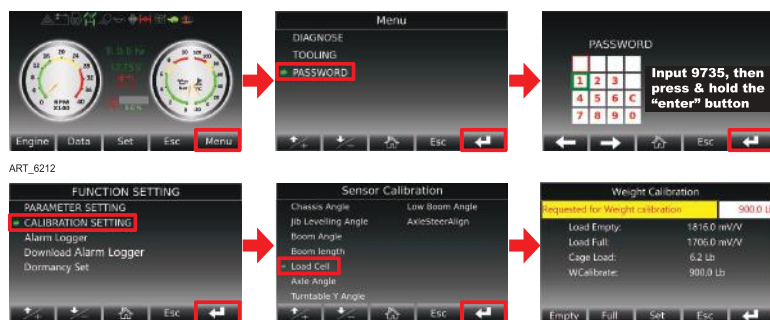 Menu
DIAGNOSE
TOOLING
PASSWORD
Esc
PASSWORD
1 2 3
4 5 6 C
7 8 9 0
Input 9735, then
press & hold the
“enter” button
Esc
RPM
X100
Engine Data Set Esc Menu
ART_6212
FUNCTION SETTING
PARAMETER SETTING
CALIBRATION SETTING
Alarm Logger
Download Alarm Logger
Dormancy Set
Esc
Sensor Calibration
Chassis Angle Low Boom Angle
Jib Levelling Angle AxleSteerAlign
Boom Angle
Boom length
Load Cell
Axle Angle
Turntable Y Angle
Esc
Weight Calibration
Requested for Weight calibration 900.0
Load Empty: 1816.0 mV/V
Load Full: 1706.0 mV/V
Cage Load: 6.2 Lb
WCalibrate: 900.0 Lb
Empty Full Set Esc